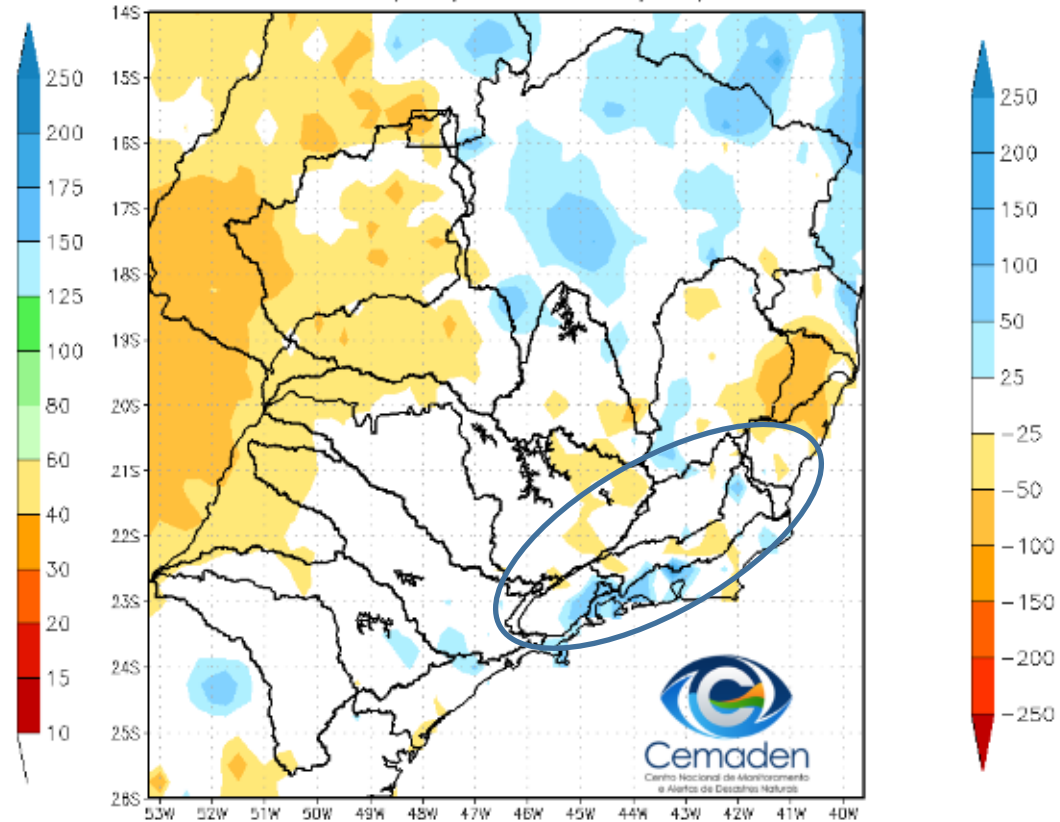 14S
15S
16S
17S
18S
19S
20S
21S
22S
23S
24S
25S
26S
53W
52W
51W
50W
49W
48W
47W
46W
45W
44W
43W
42W
41W
40W
250
200
175
150
125
100
80
60
40
30
20
15
10
250
200
150
100
50
25
−25
−50
−100
−150
−200
−250
Cemaden
Centro Nacional de Monitoramento
e Alertas de Desastres Naturais